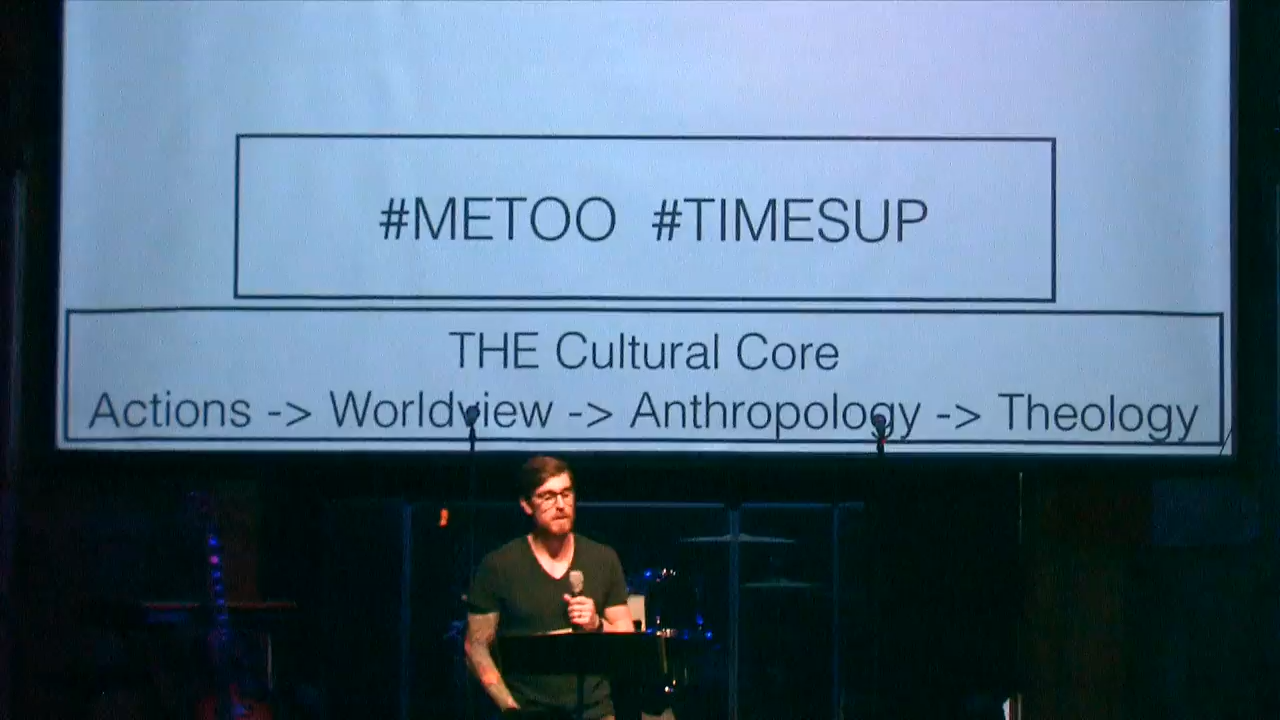 #METOO #TIMESUP
THE Cultural Core
Actions -> Worldview -> Anthropology -> Theology